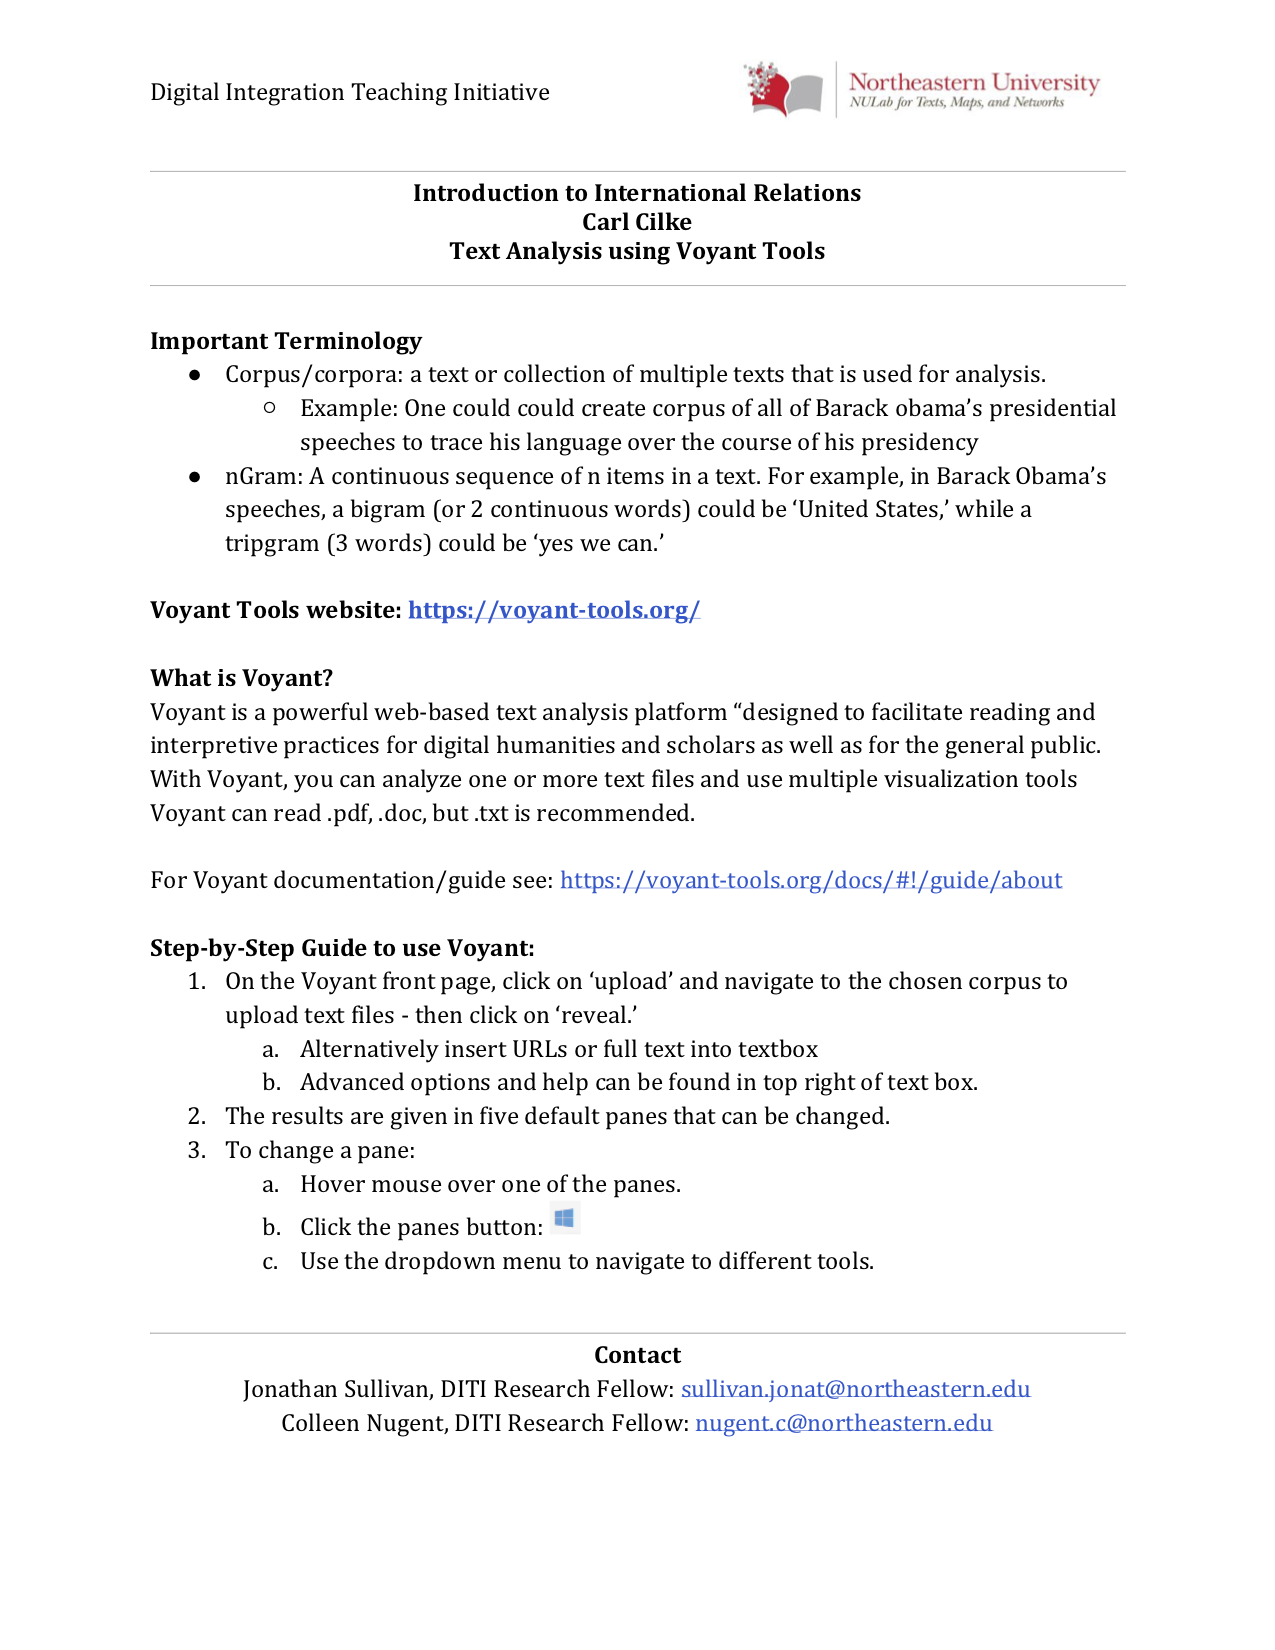 Digital Integration Teaching Initiative
Northeastern University
NULab for Texts, Maps, and Networks
Introduction to International Relations
Carl Cilke
Text Analysis using Voyant Tools
Important Terminology
● Corpus/corpora: a text or collection of multiple texts that is used for analysis.
○ Example: One could could create corpus of all of Barack obama’s presidential
speeches to trace his language over the course of his presidency
● nGram: A continuous sequence of n items in a text. For example, in Barack Obama’s
speeches, a bigram (or 2 continuous words) could be ‘United States,’ while a
tripgram (3 words) could be ‘yes we can.’
Voyant Tools website: https://voyant-tools.org/
What is Voyant?
Voyant is a powerful web-based text analysis platform “designed to facilitate reading and
interpretive practices for digital humanities and scholars as well as for the general public.
With Voyant, you can analyze one or more text files and use multiple visualization tools
Voyant can read .pdf, .doc, but .txt is recommended.
For Voyant documentation/guide see: https://voyant-tools.org/docs/#!/guide/about
Step-by-Step Guide to use Voyant:
1. On the Voyant front page, click on ‘upload’ and navigate to the chosen corpus to
upload text files - then click on ‘reveal.’
a. Alternatively insert URLs or full text into textbox
b. Advanced options and help can be found in top right of text box.
2. The results are given in five default panes that can be changed.
3. To change a pane:
a. Hover mouse over one of the panes.
b. Click the panes button:
c. Use the dropdown menu to navigate to different tools.
Contact
Jonathan Sullivan, DITI Research Fellow: sullivan.jonat@northeastern.edu
Colleen Nugent, DITI Research Fellow: nugent.c@northeastern.edu